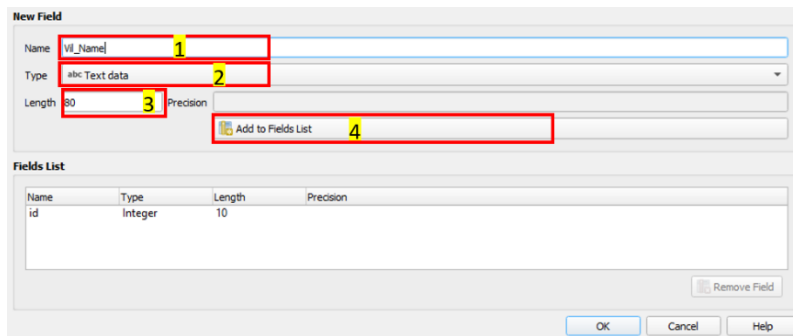 New Field
Name Vil_Name 1
Type abc Text data 2
Length 80 3 Precision
Add to Fields List 4
Fields List
Name Type Length Precision
id Integer 10
Remove Field
OK Cancel Help